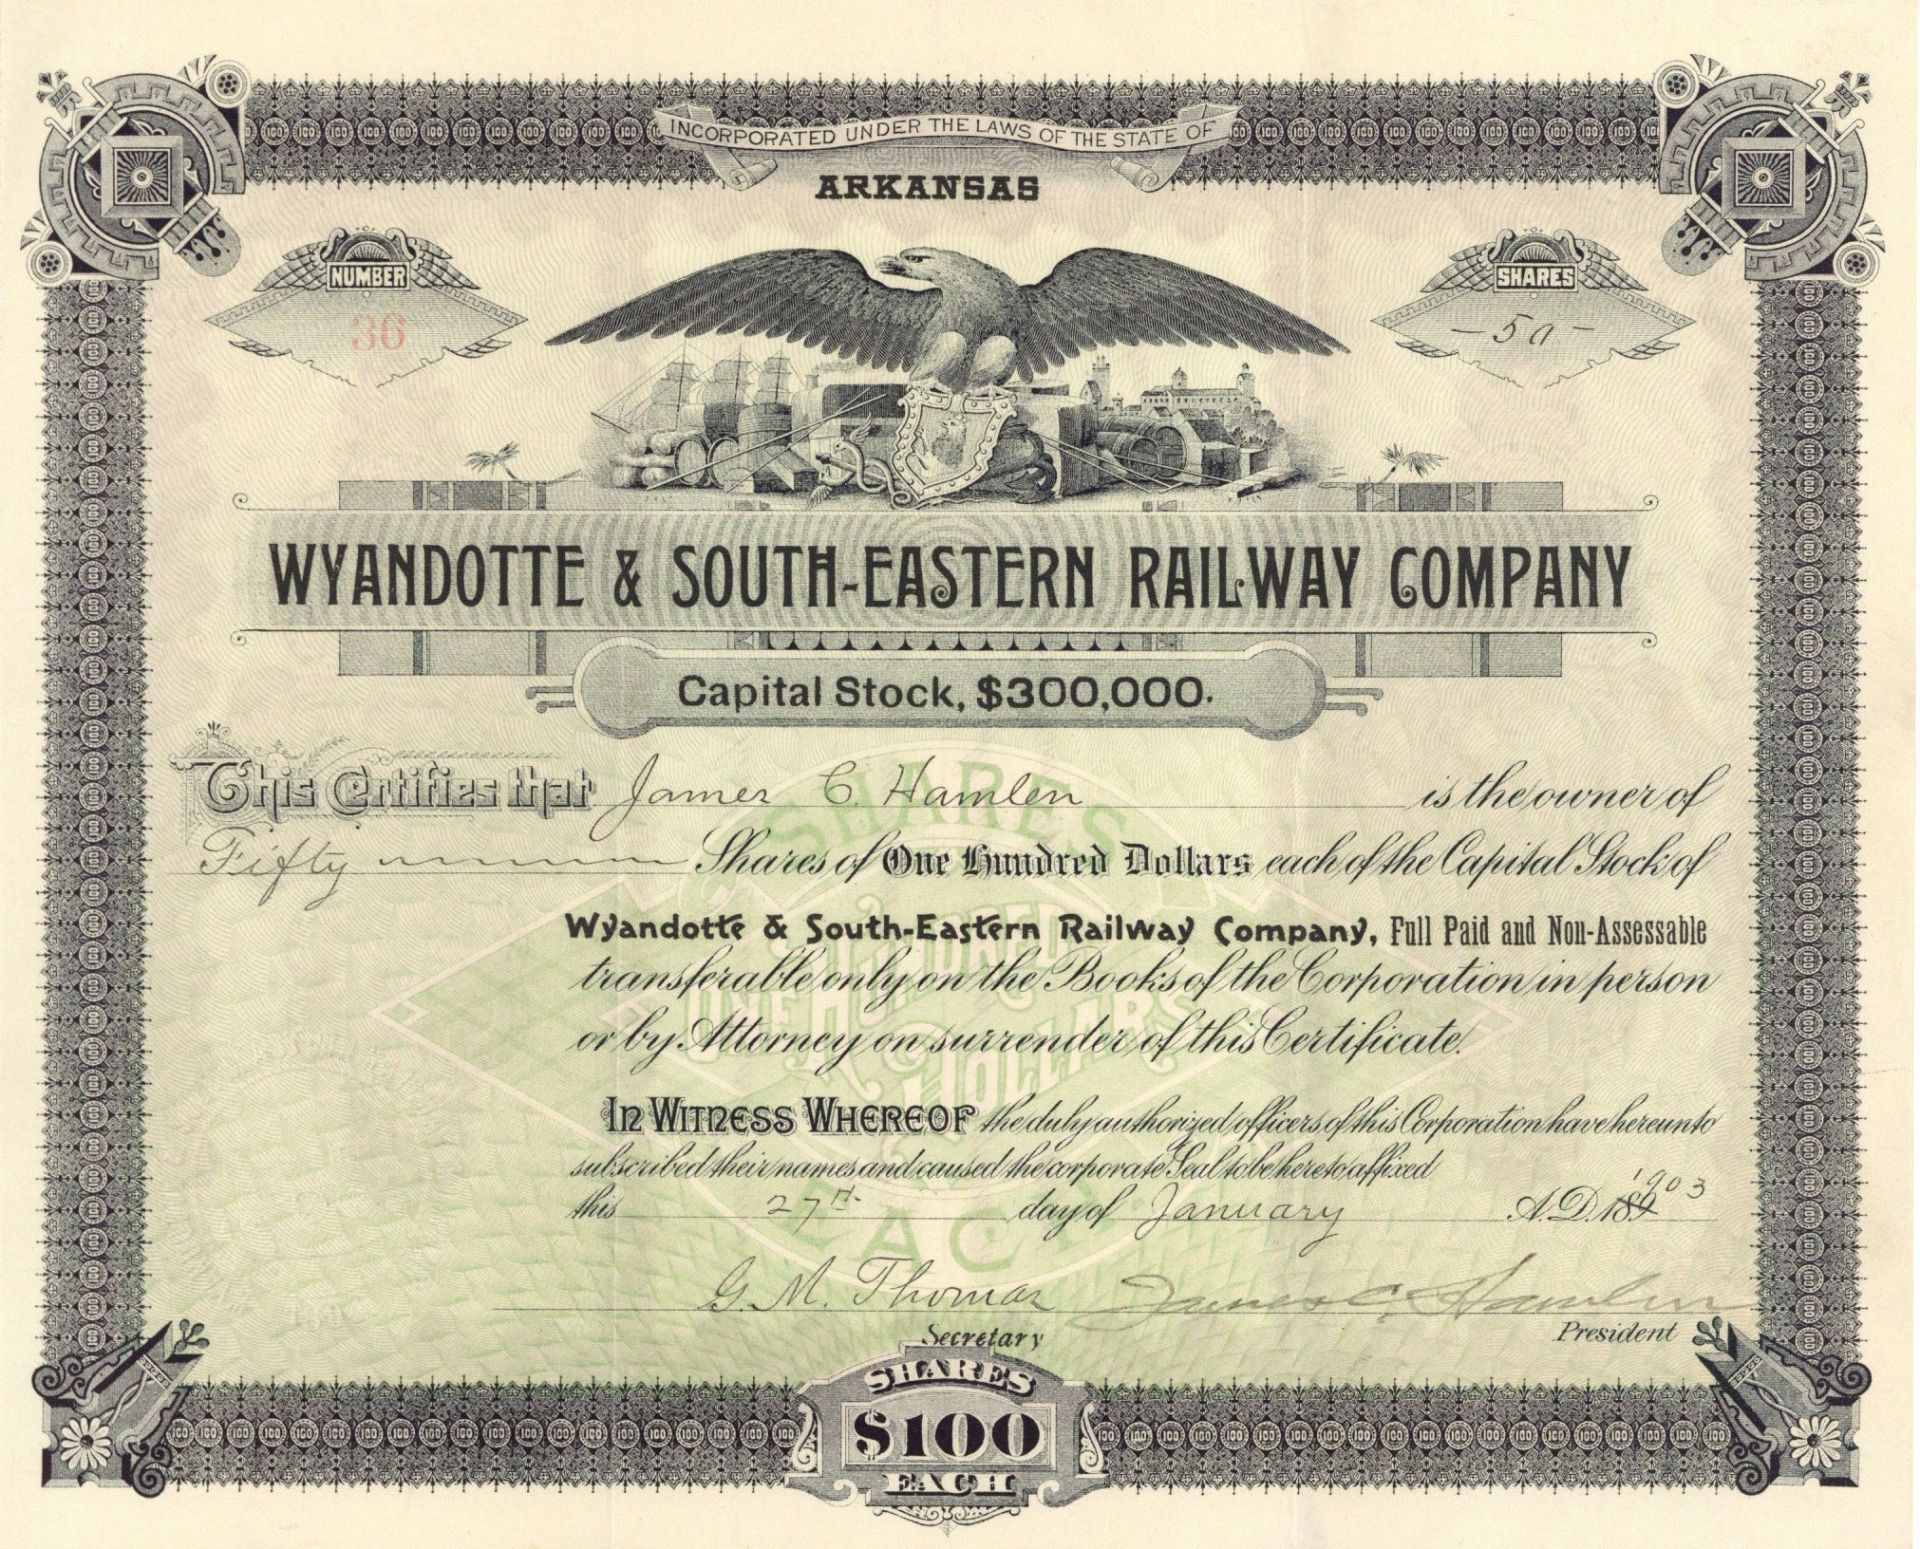 INCORPORATED UNDER THE LAWS OF THE STATE OF
ARKANSAS
NUMBER
36
SHARES
- 50 -
WYANDOTTE & SOUTH-EASTERN RAILWAY COMPANY
Capital Stock, $300,000.
This Certifies that James C. Hamlen is the owner of
Fifty Shares of One Hundred Dollars each of the Capital Stock of
Wyandotte & South-Eastern Railway Company, Full Paid and Non-Assessable
transferable only on the Books of the Corporation in person
or by Attorney on surrender of this Certificate.
In Witness Whereof the duly authorized officers of this Corporation have hereunto
subscribed their names and caused the corporate Seal to be hereto affixed
this 27th day of January A.D. 1903
G. M. Thomas James C. Hamlen
Secretary President
SHARES
$100
EACH